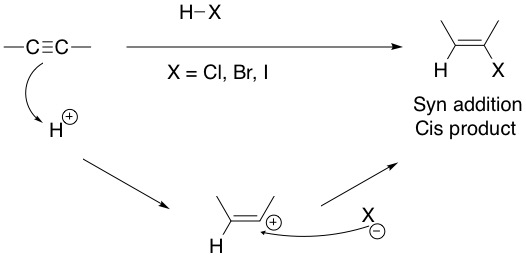 H–X
–C≡C–
X = Cl, Br, I
H X
Syn addition
Cis product
H⊕
⊕
H
X
⊖